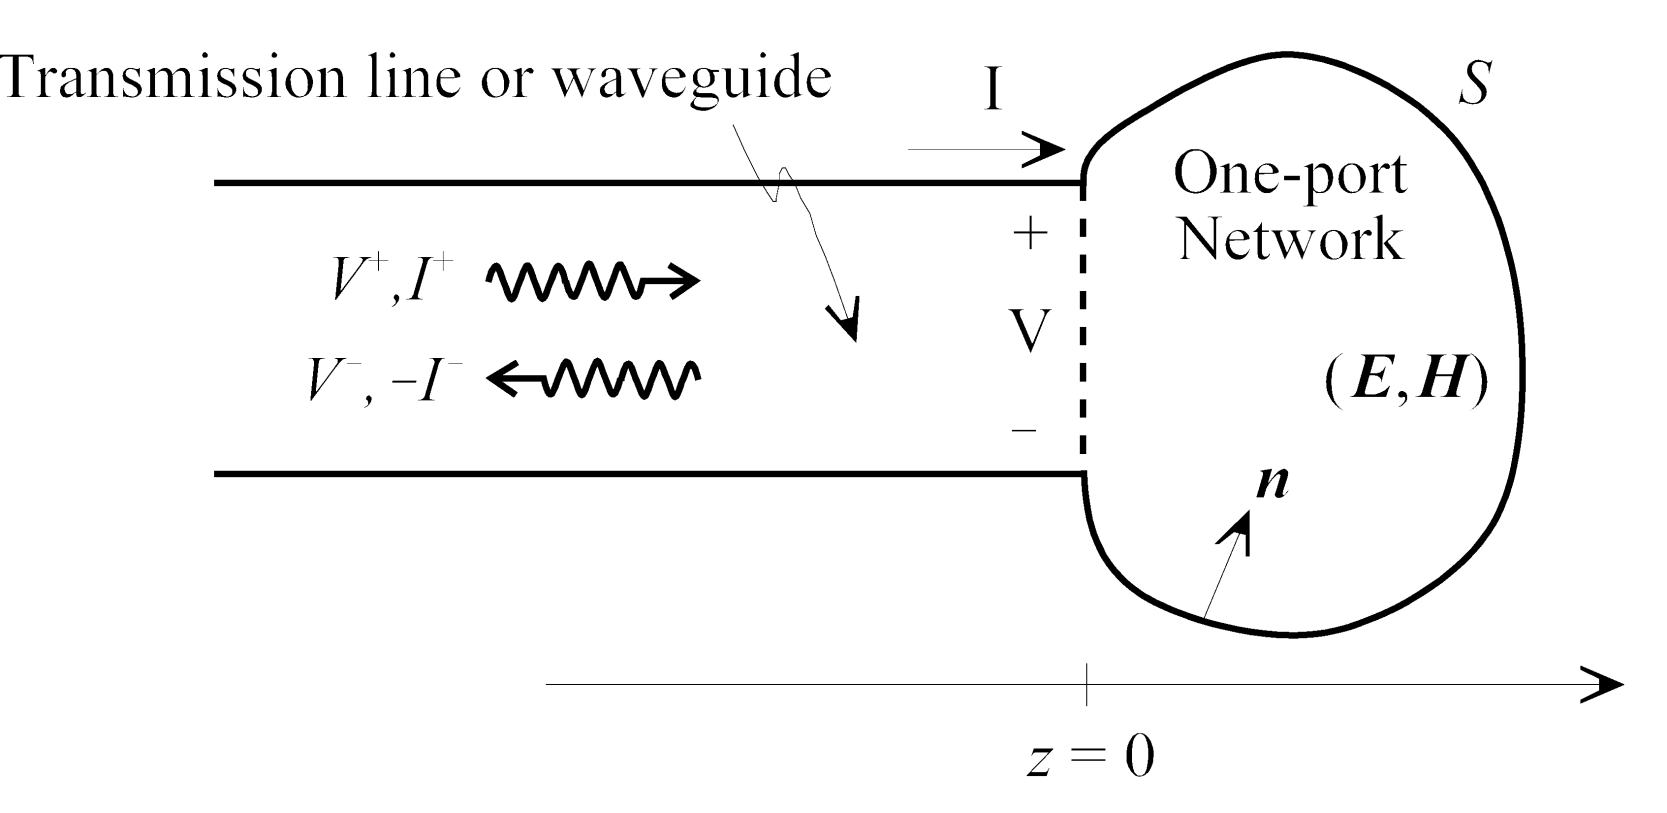 Transmission line or waveguide
I
S
One-port
Network
+
V⁺,I⁺
V
V⁻, –I⁻
(E,H)
–
n
z = 0